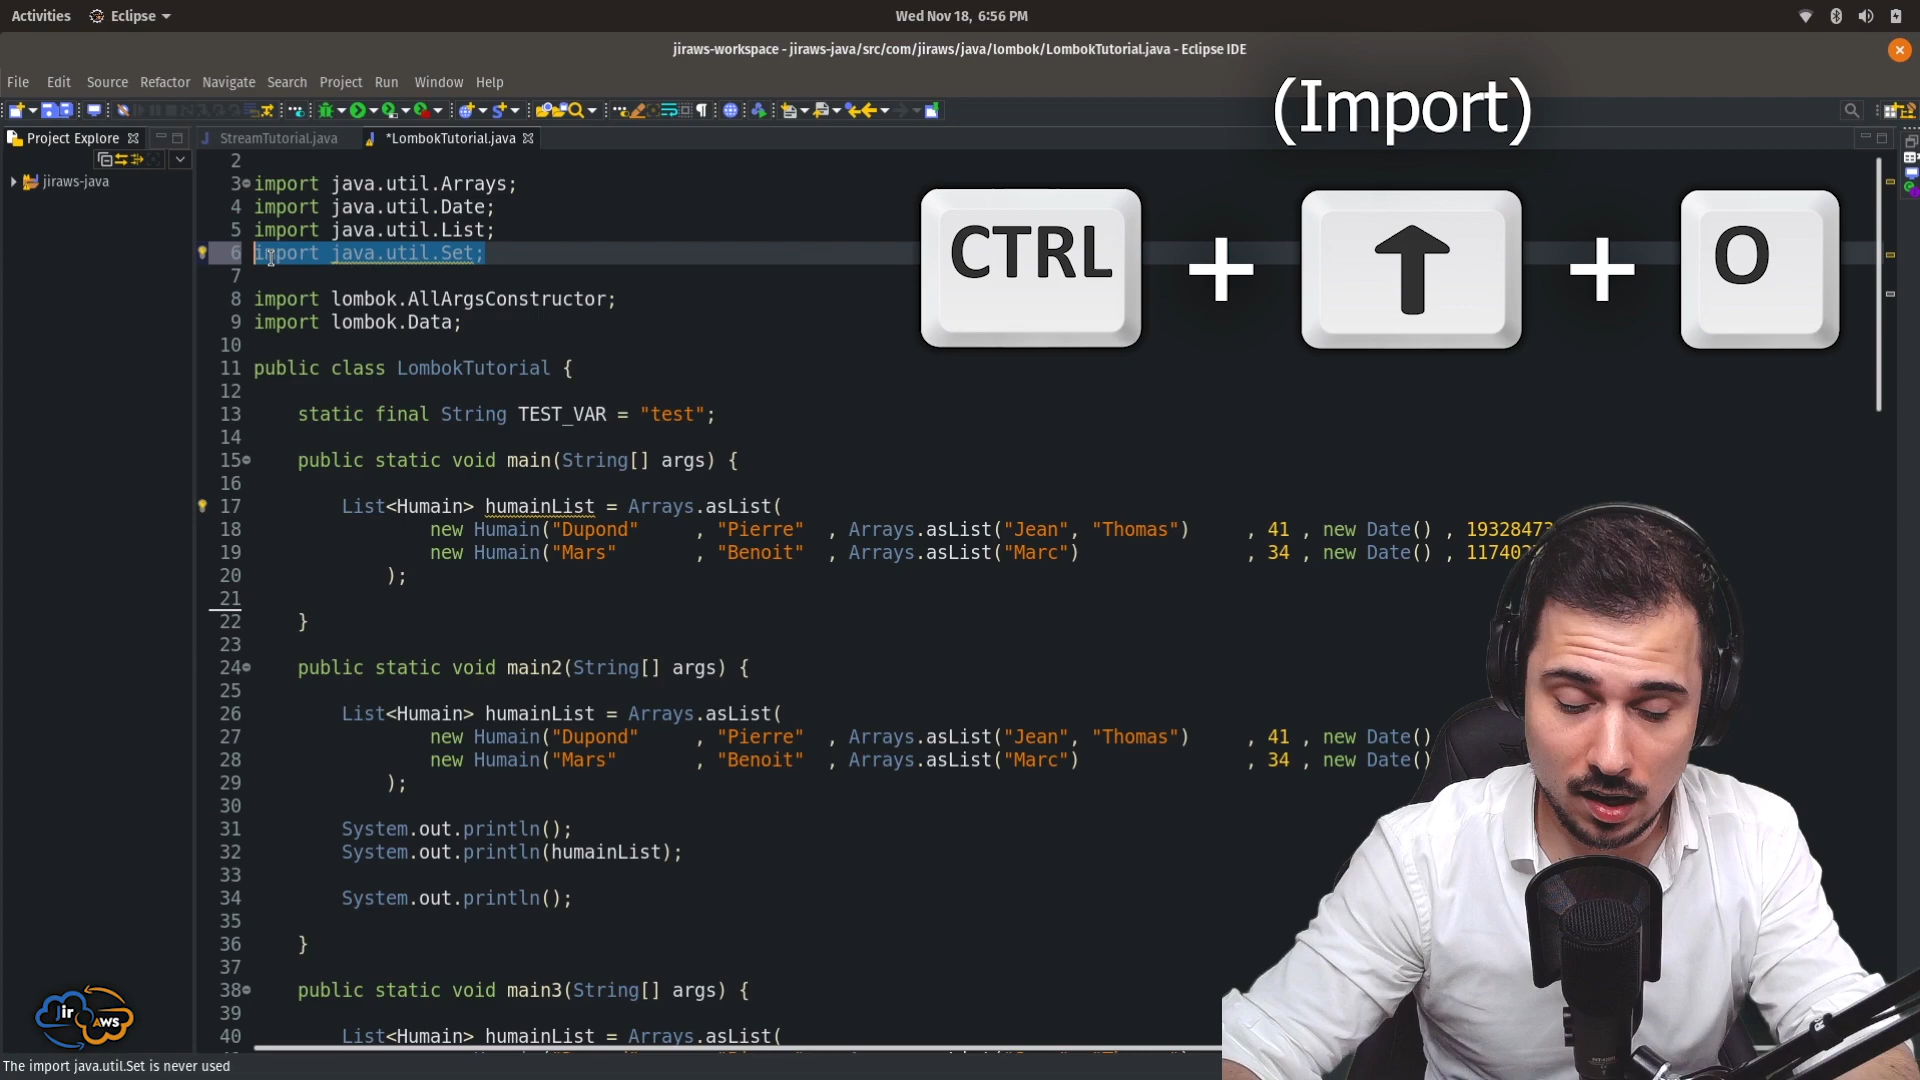 Activities Eclipse Wed Nov 18, 6:56 PM
jiraws-workspace - jiraws-java/src/com/jiraws/java/lombok/LombokTutorial.java - Eclipse IDE
File Edit Source Refactor Navigate Search Project Run Window Help
(Import)
CTRL + ↑ + O
Project Explore StreamTutorial.java *LombokTutorial.java
jiraws-java
2
3 import java.util.Arrays;
4 import java.util.Date;
5 import java.util.List;
6 import java.util.Set;
7
8 import lombok.AllArgsConstructor;
9 import lombok.Data;
10
11 public class LombokTutorial {
12
13 static final String TEST_VAR = "test";
14
15 public static void main(String[] args) {
16
17 List<Humain> humainList = Arrays.asList(
18 new Humain("Dupond" , "Pierre" , Arrays.asList("Jean", "Thomas") , 41 , new Date() , 19328473
19 new Humain("Mars" , "Benoit" , Arrays.asList("Marc") , 34 , new Date() , 117402
20 );
21
22 }
23
24 public static void main2(String[] args) {
25
26 List<Humain> humainList = Arrays.asList(
27 new Humain("Dupond" , "Pierre" , Arrays.asList("Jean", "Thomas") , 41 , new Date()
28 new Humain("Mars" , "Benoit" , Arrays.asList("Marc") , 34 , new Date()
29 );
30
31 System.out.println();
32 System.out.println(humainList);
33
34 System.out.println();
35
36 }
37
38 public static void main3(String[] args) {
39
40 List<Humain> humainList = Arrays.asList(
Jir AWS
The import java.util.Set is never used